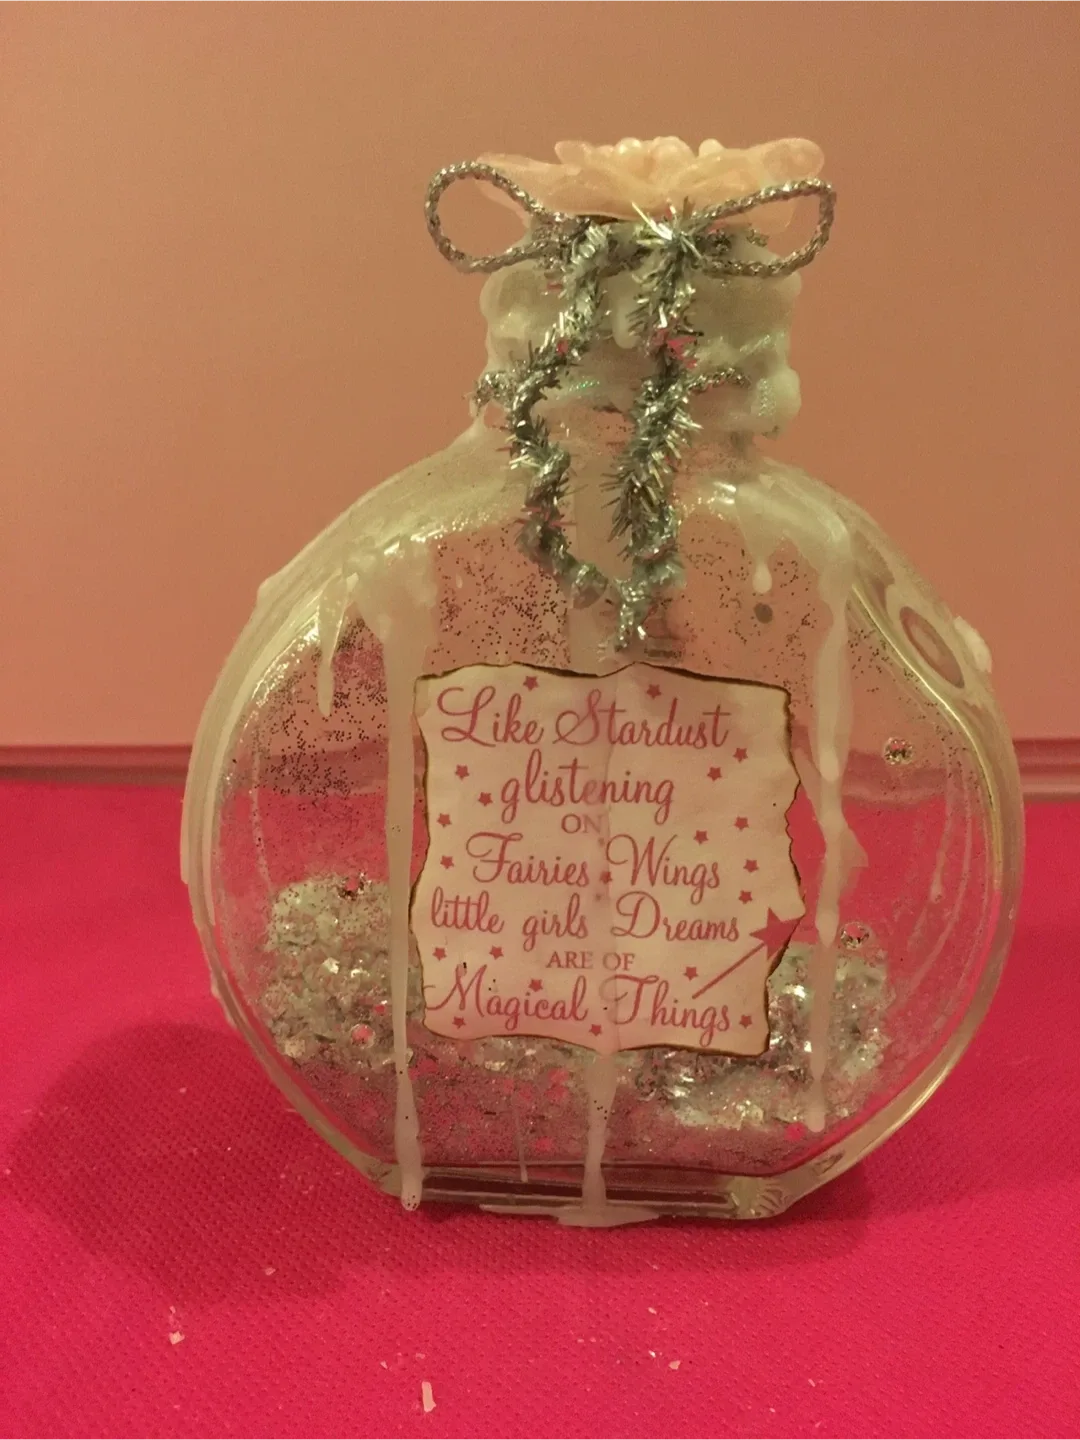 Like Stardust
glistening
ON
Fairies Wings
little girls Dreams
ARE OF
Magical Things